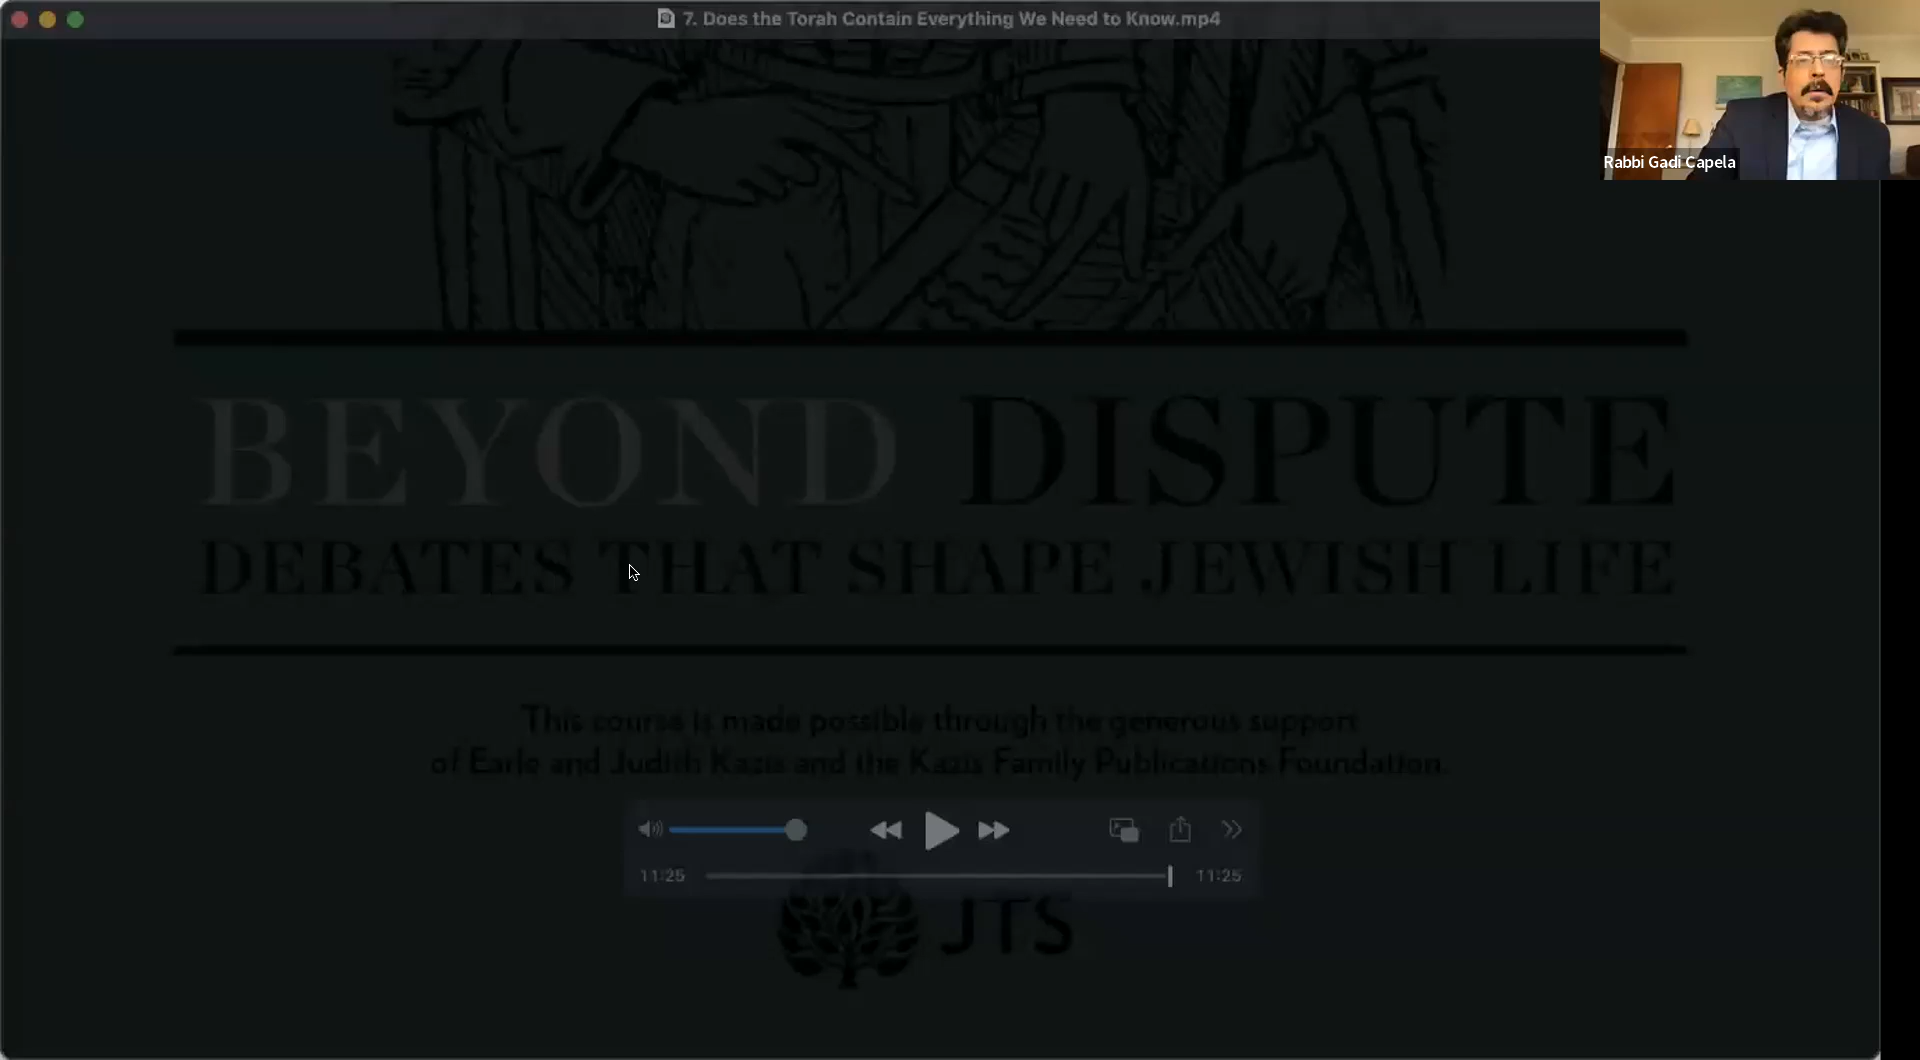 7. Does the Torah Contain Everything We Need to Know.mp4
Rabbi Gadi Capela
BEYOND DISPUTE
DEBATES THAT SHAPE JEWISH LIFE
This course is made possible through the generous support
of Earle and Judith Kazis and the Kazis Family Publications Foundation.
11:25
11:25
JTS